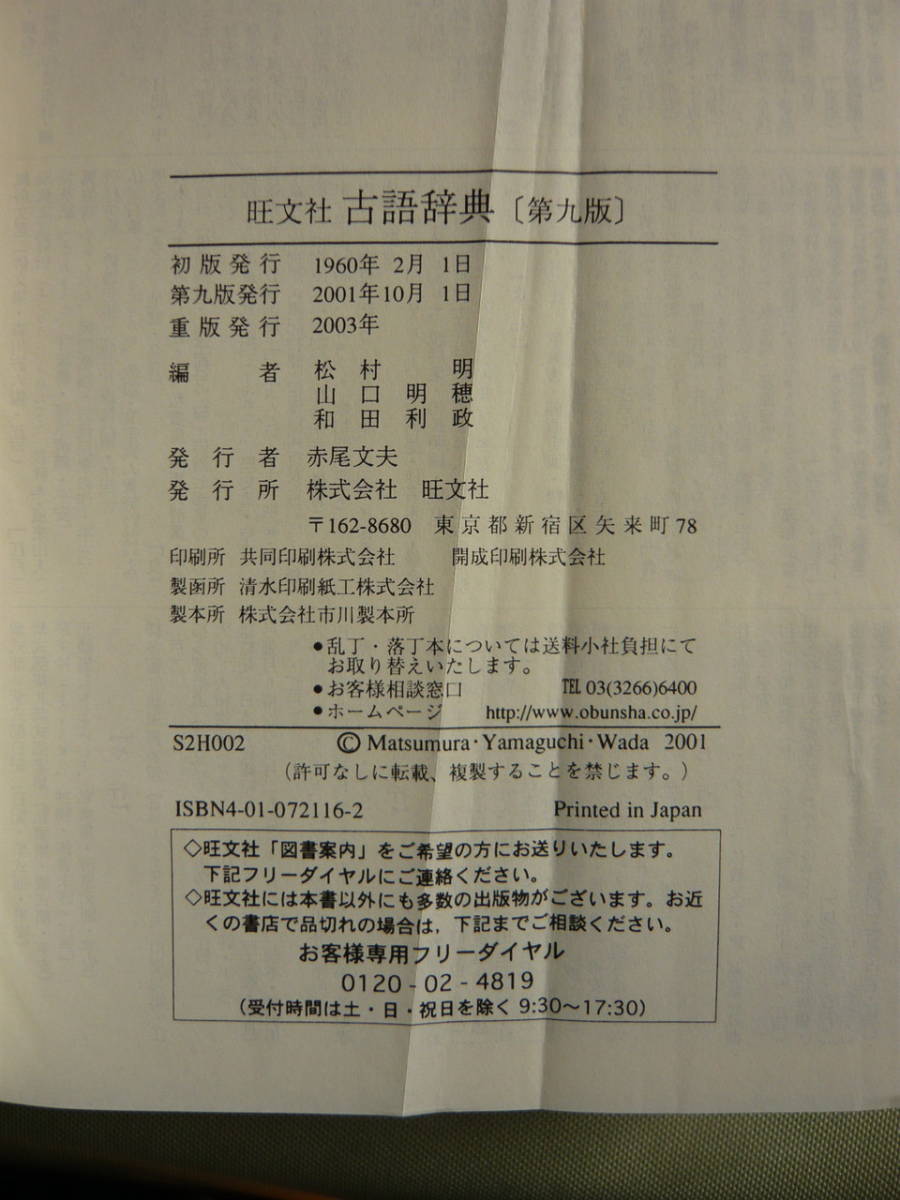 旺文社 古語辞典〔第九版〕
初版発行 1960年 2月 1日
第九版発行 2001年10月 1日
重版発行 2003年
編者 松村 明
山口明穂
和田利政
発行者 赤尾文夫
発行所 株式会社 旺文社
〒162-8680 東京都新宿区矢来町78
印刷所 共同印刷株式会社 開成印刷株式会社
製函所 清水印刷紙工株式会社
製本所 株式会社市川製本所
●乱丁・落丁本については送料小社負担にて
お取り替えいたします。
●お客様相談窓口 TEL 03(3266)6400
●ホームページ http://www.obunsha.co.jp/
S2H002 © Matsumura・Yamaguchi・Wada 2001
（許可なしに転載、複製することを禁じます。）
ISBN4-01-072116-2 Printed in Japan
◇旺文社「図書案内」をご希望の方にお送りいたします。
下記フリーダイヤルにご連絡ください。
◇旺文社には本書以外にも多数の出版物がございます。お近
くの書店で品切れの場合は，下記までご相談ください。
お客様専用フリーダイヤル
0120-02-4819
（受付時間は土・日・祝日を除く 9:30〜17:30）